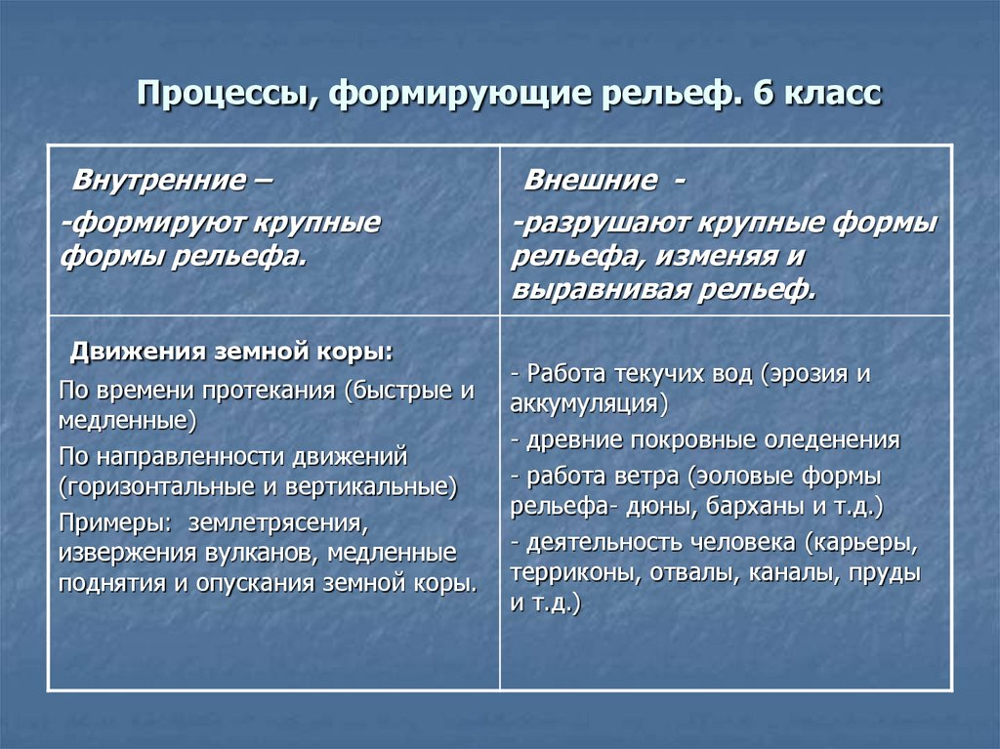 Процессы, формирующие рельеф. 6 класс
Внутренние –
-формируют крупные
формы рельефа.
Внешние -
-разрушают крупные формы
рельефа, изменяя и
выравнивая рельеф.
Движения земной коры:
По времени протекания (быстрые и
медленные)
По направленности движений
(горизонтальные и вертикальные)
Примеры: землетрясения,
извержения вулканов, медленные
поднятия и опускания земной коры.
- Работа текучих вод (эрозия и
аккумуляция)
- древние покровные оледенения
- работа ветра (эоловые формы
рельефа- дюны, барханы и т.д.)
- деятельность человека (карьеры,
терриконы, отвалы, каналы, пруды
и т.д.)